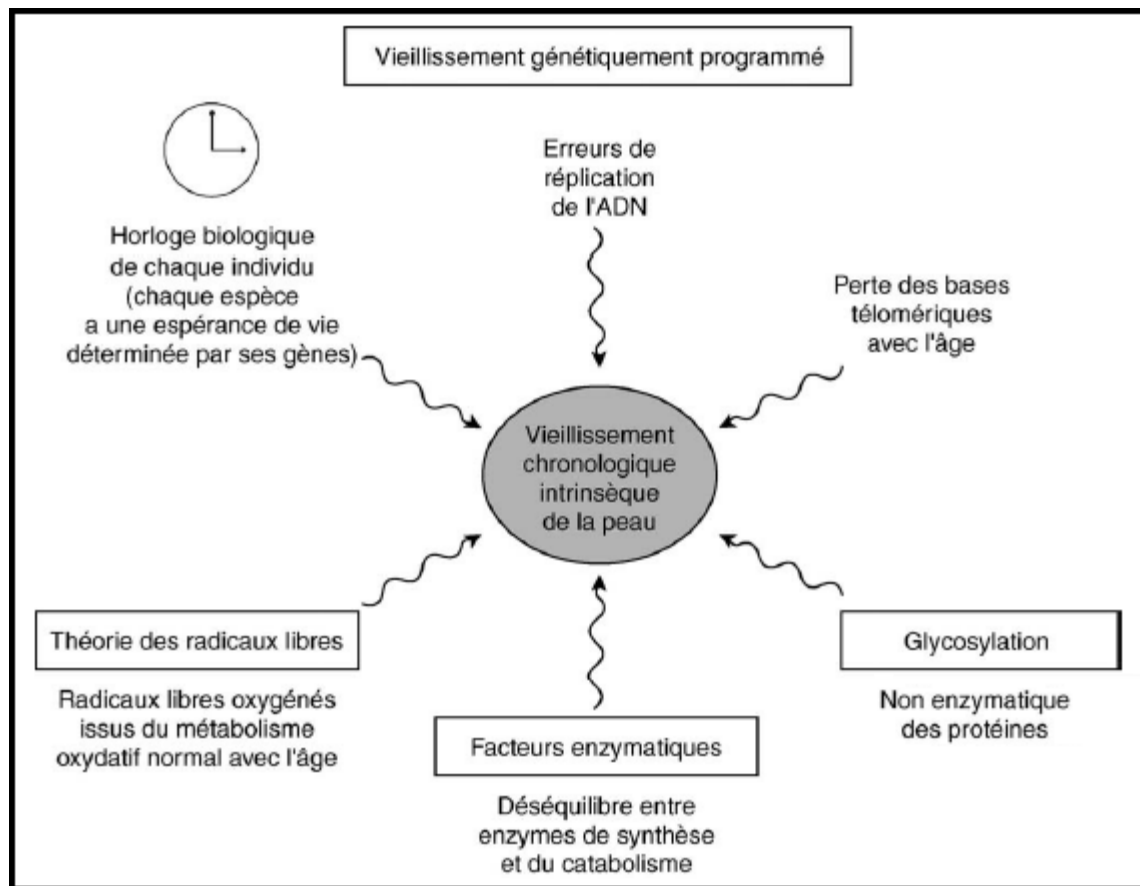 Vieillissement génétiquement programmé
Horloge biologique
de chaque individu
(chaque espèce
a une espérance de vie
déterminée par ses gènes)
Erreurs de
réplication
de l'ADN
Perte des bases
télomériques
avec l'âge
Vieillissement
chronologique
intrinsèque
de la peau
Théorie des radicaux libres
Radicaux libres oxygénés
issus du métabolisme
oxydatif normal avec l'âge
Facteurs enzymatiques
Déséquilibre entre
enzymes de synthèse
et du catabolisme
Glycosylation
Non enzymatique
des protéines